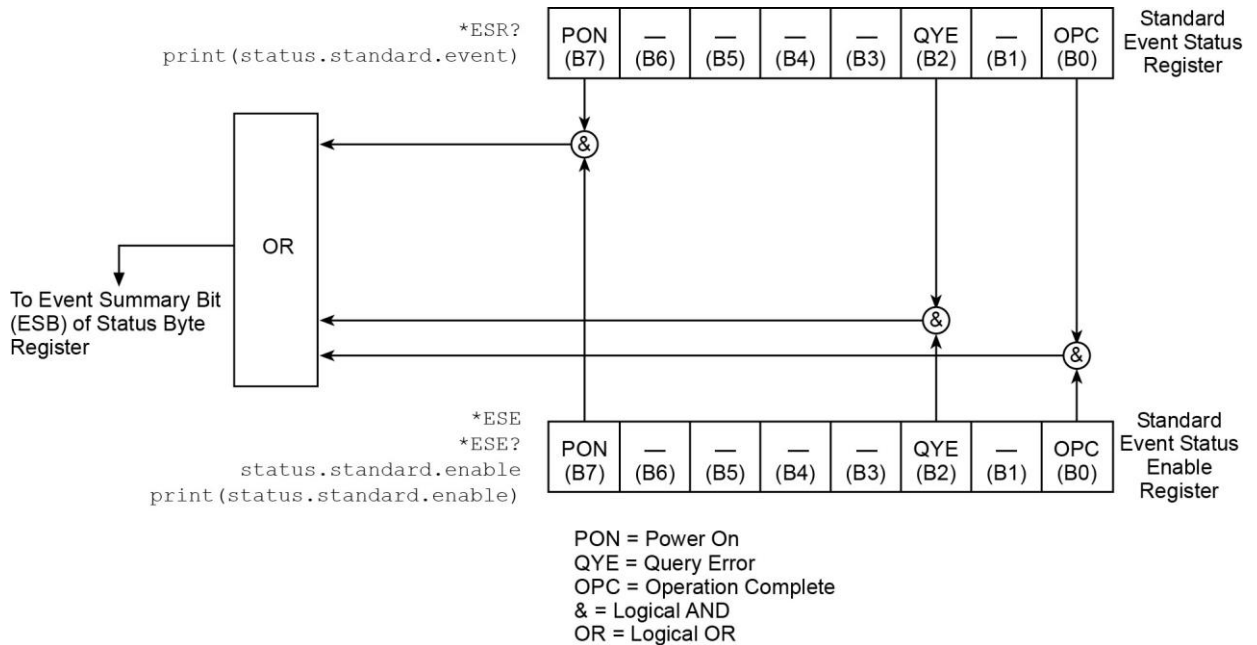 *ESR?
print(status.standard.event)
PON — — — — QYE — OPC
(B7) (B6) (B5) (B4) (B3) (B2) (B1) (B0)
Standard
Event Status
Register
&
OR
To Event Summary Bit
(ESB) of Status Byte
Register
&
&
*ESE
*ESE?
status.standard.enable
print(status.standard.enable)
PON — — — — QYE — OPC
(B7) (B6) (B5) (B4) (B3) (B2) (B1) (B0)
Standard
Event Status
Enable
Register
PON = Power On
QYE = Query Error
OPC = Operation Complete
& = Logical AND
OR = Logical OR